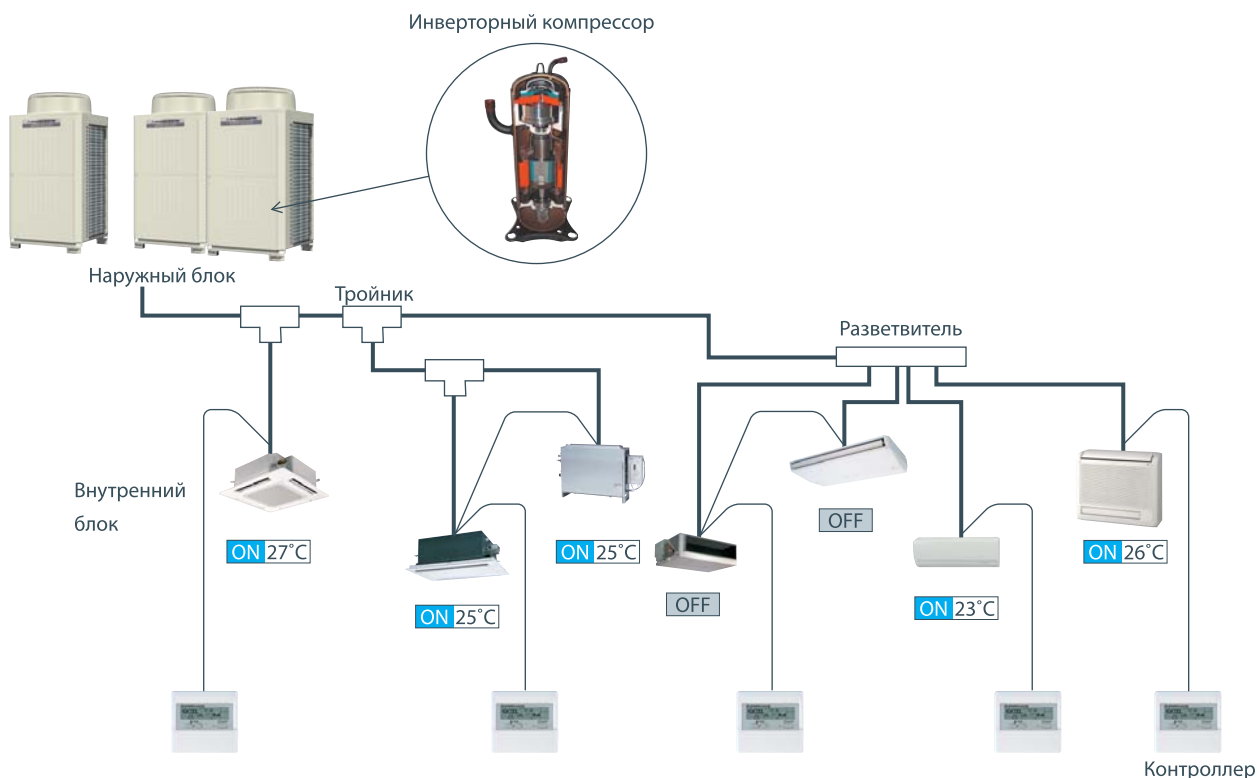 Инверторный компрессор
Наружный блок
Тройник
Разветвитель
Внутренний
блок
ON 27˚C
ON 25˚C
ON 25˚C
OFF
OFF
ON 23˚C
ON 26˚C
Контроллер